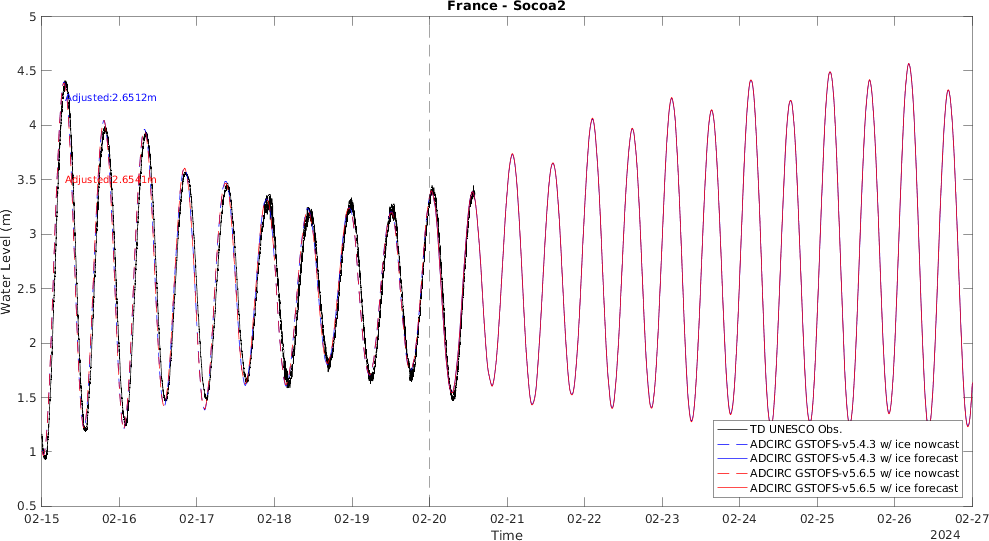 France - Socoa2
Water Level (m)
5
4.5
4
3.5
3
2.5
2
1.5
1
0.5
Adjusted:2.6512m
Adjusted:2.6541m
TD UNESCO Obs.
ADCIRC GSTOFS-v5.4.3 w/ ice nowcast
ADCIRC GSTOFS-v5.4.3 w/ ice forecast
ADCIRC GSTOFS-v5.6.5 w/ ice nowcast
ADCIRC GSTOFS-v5.6.5 w/ ice forecast
02-15 02-16 02-17 02-18 02-19 02-20 02-21 02-22 02-23 02-24 02-25 02-26 02-27
Time
2024